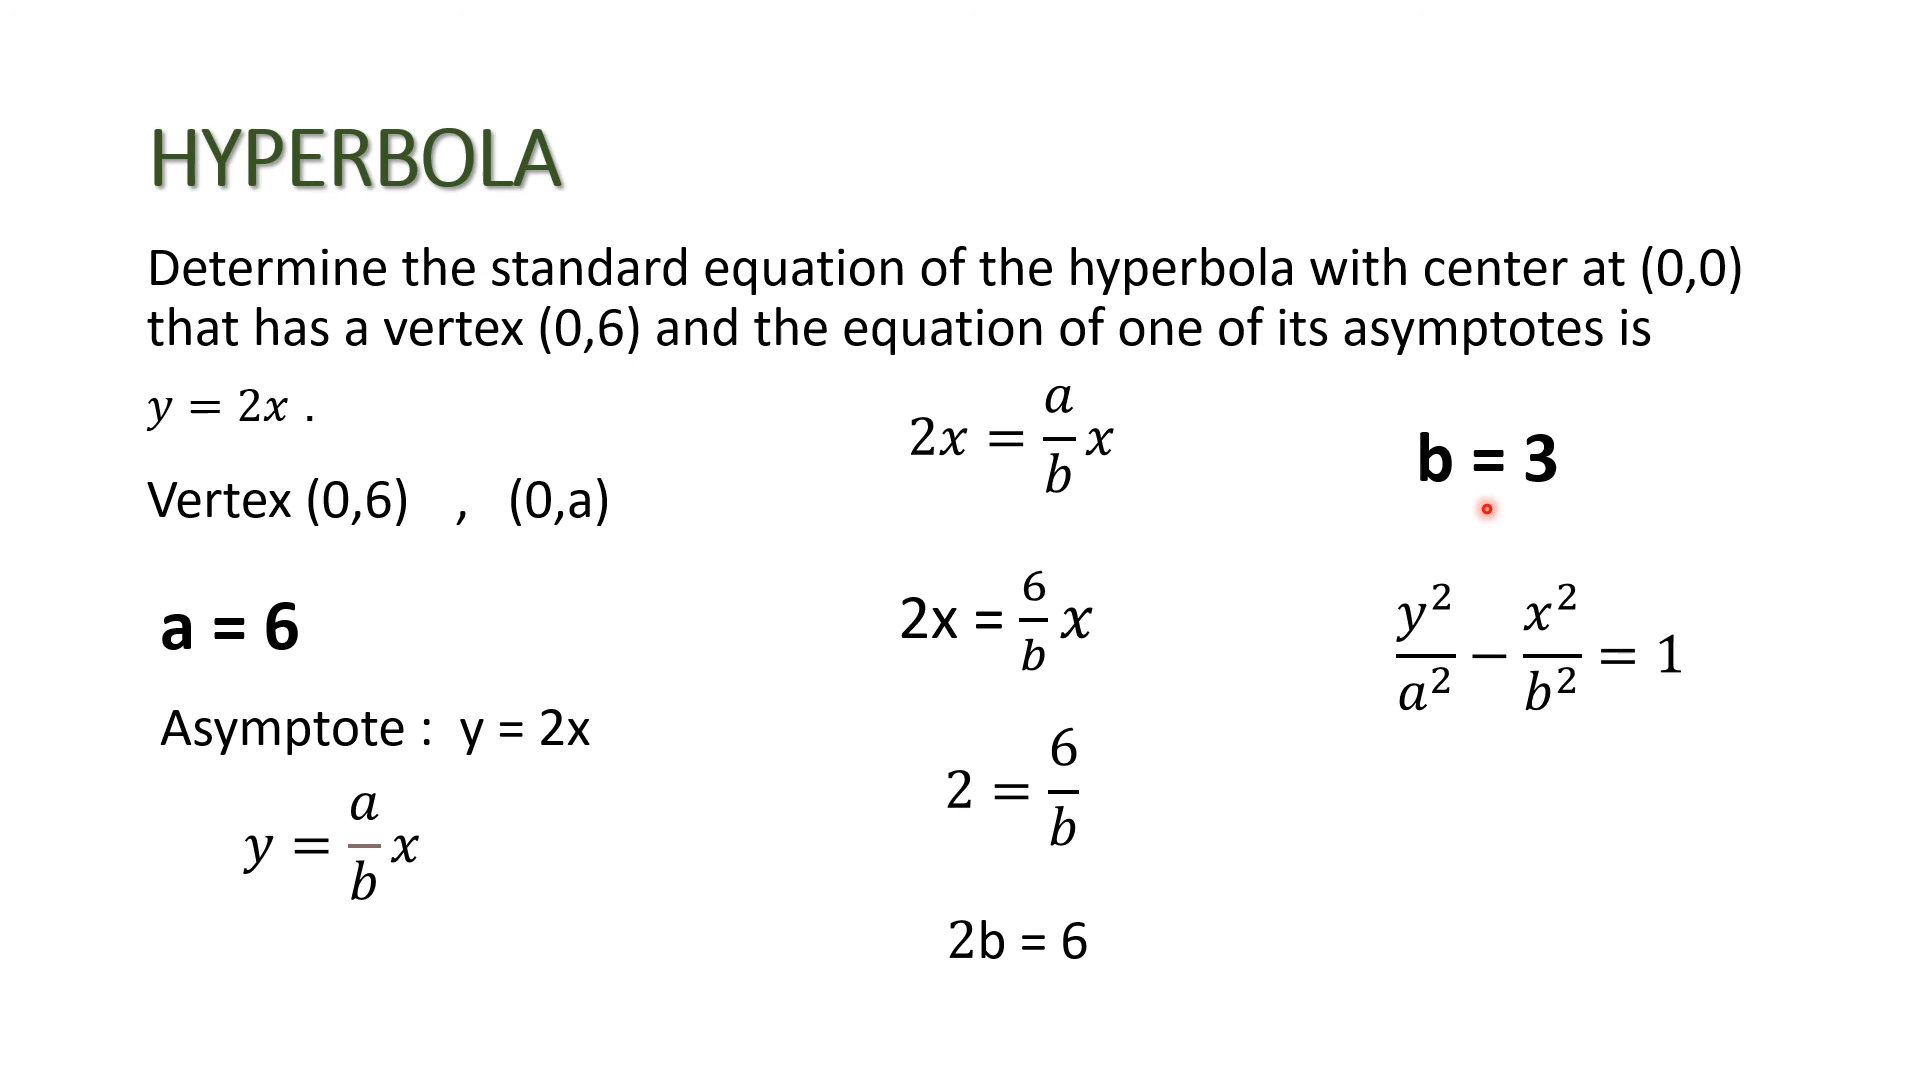 HYPERBOLA
Determine the standard equation of the hyperbola with center at (0,0)
that has a vertex (0,6) and the equation of one of its asymptotes is
y = 2x .
Vertex (0,6) , (0,a)
a = 6
Asymptote : y = 2x
y = a/b x
2x = a/b x
2x = 6/b x
2 = 6/b
2b = 6
b = 3
y²/a² − x²/b² = 1